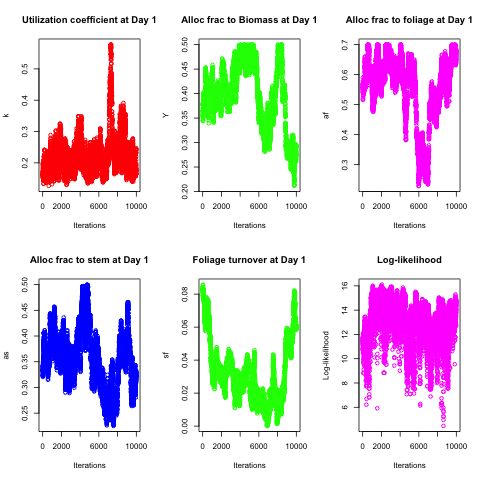 Utilization coefficient at Day 1
k
0.2 0.3 0.4 0.5
0 2000 6000 10000
Iterations
Alloc frac to Biomass at Day 1
Y
0.20 0.25 0.30 0.35 0.40 0.45 0.50
0 2000 6000 10000
Iterations
Alloc frac to foliage at Day 1
af
0.3 0.4 0.5 0.6 0.7
0 2000 6000 10000
Iterations
Alloc frac to stem at Day 1
as
0.25 0.30 0.35 0.40 0.45 0.50
0 2000 6000 10000
Iterations
Foliage turnover at Day 1
sf
0.00 0.02 0.04 0.06 0.08
0 2000 6000 10000
Iterations
Log-likelihood
Log-likelihood
6 8 10 12 14 16
0 2000 6000 10000
Iterations